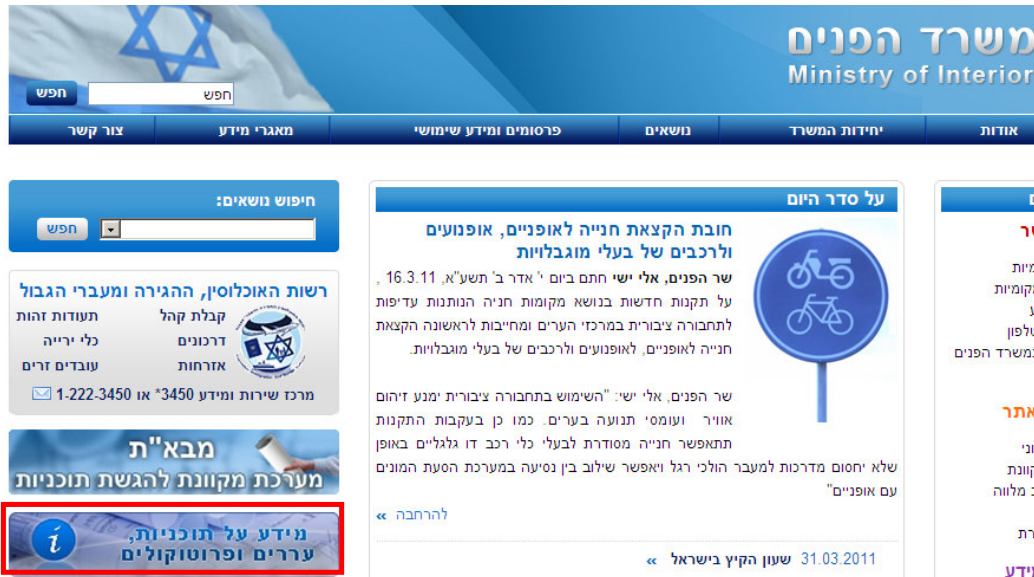 משרד הפנים
Ministry of Interior
חפש
חפש
אודות
יחידות המשרד
נושאים
פרסומים ומידע שימושי
מאגרי מידע
צור קשר
על סדר היום
חובת הקצאת חנייה לאופניים, אופנועים
ולרכבים של בעלי מוגבלויות
שר הפנים, אלי ישי חתם ביום י' אדר ב' תשע"א, 16.3.11 ,
על תקנות חדשות בנושא מקומות חניה הנותנות עדיפות
לתחבורה ציבורית במרכזי הערים ומחייבות לראשונה הקצאת
חנייה לאופניים, לאופנועים ולרכבים של בעלי מוגבלויות.
שר הפנים, אלי ישי: "השימוש בתחבורה ציבורית ימנע זיהום
אוויר ועומסי תנועה בערים. כמו כן בעקבות התקנות
תתאפשר חנייה מסודרת לבעלי כלי רכב דו גלגליים באופן
שלא יחסום מדרכות למעבר הולכי רגל ויאפשר שילוב בין נסיעה במערכת הסעת המונים
עם אופניים"
להרחבה »
31.03.2011 שעון הקיץ בישראל »
חיפוש נושאים:
חפש
רשות האוכלוסין, ההגירה ומעברי הגבול
קבלת קהל
תעודות זהות
דרכונים
כלי ירייה
אזרחות
עובדים זרים
מרכז שירות ומידע 3450* או 1-222-3450
מבא"ת
מערכת מקוונת להגשת תוכניות
מידע על תוכניות,
עררים ופרוטוקולים
במשרד הפנים
מלווה